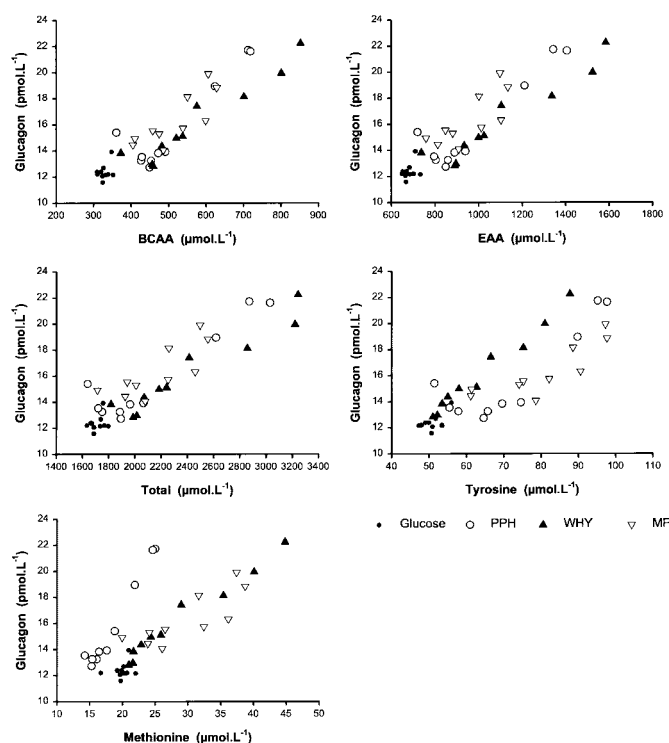 24
22
20
18
16
14
12
10
Glucagon (pmol.L-1)
200 300 400 500 600 700 800 900
BCAA (µmol.L-1)
24
22
20
18
16
14
12
10
Glucagon (pmol.L-1)
600 800 1000 1200 1400 1600 1800
EAA (µmol.L-1)
24
22
20
18
16
14
12
10
Glucagon (pmol.L-1)
1400 1600 1800 2000 2200 2400 2600 2800 3000 3200 3400
Total (µmol.L-1)
24
22
20
18
16
14
12
10
Glucagon (pmol.L-1)
40 50 60 70 80 90 100 110
Tyrosine (µmol.L-1)
Glucose PPH WHY MP
24
22
20
18
16
14
12
10
Glucagon (pmol.L-1)
10 15 20 25 30 35 40 45 50
Methionine (µmol.L-1)